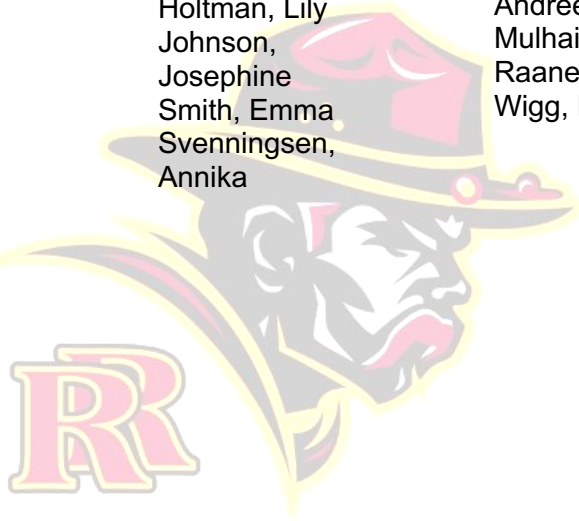 Holtman, Lily
Johnson,
Josephine
Smith, Emma
Svenningsen,
Annika
Wigg,
RR